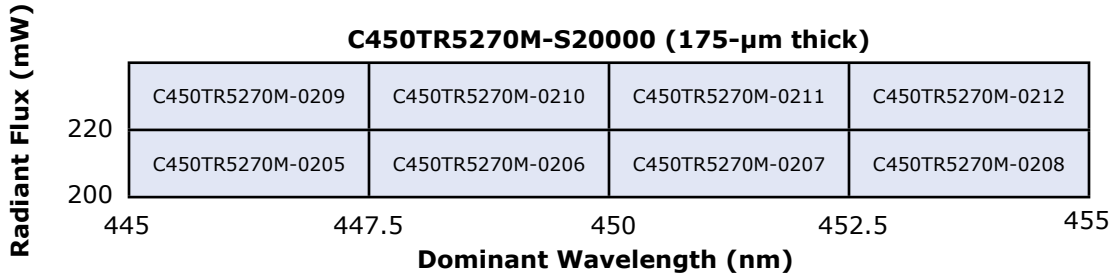 C450TR5270M-S20000 (175-μm thick)
Radiant Flux (mW)
C450TR5270M-0209 C450TR5270M-0210 C450TR5270M-0211 C450TR5270M-0212
220
C450TR5270M-0205 C450TR5270M-0206 C450TR5270M-0207 C450TR5270M-0208
200
445 447.5 450 452.5 455
Dominant Wavelength (nm)